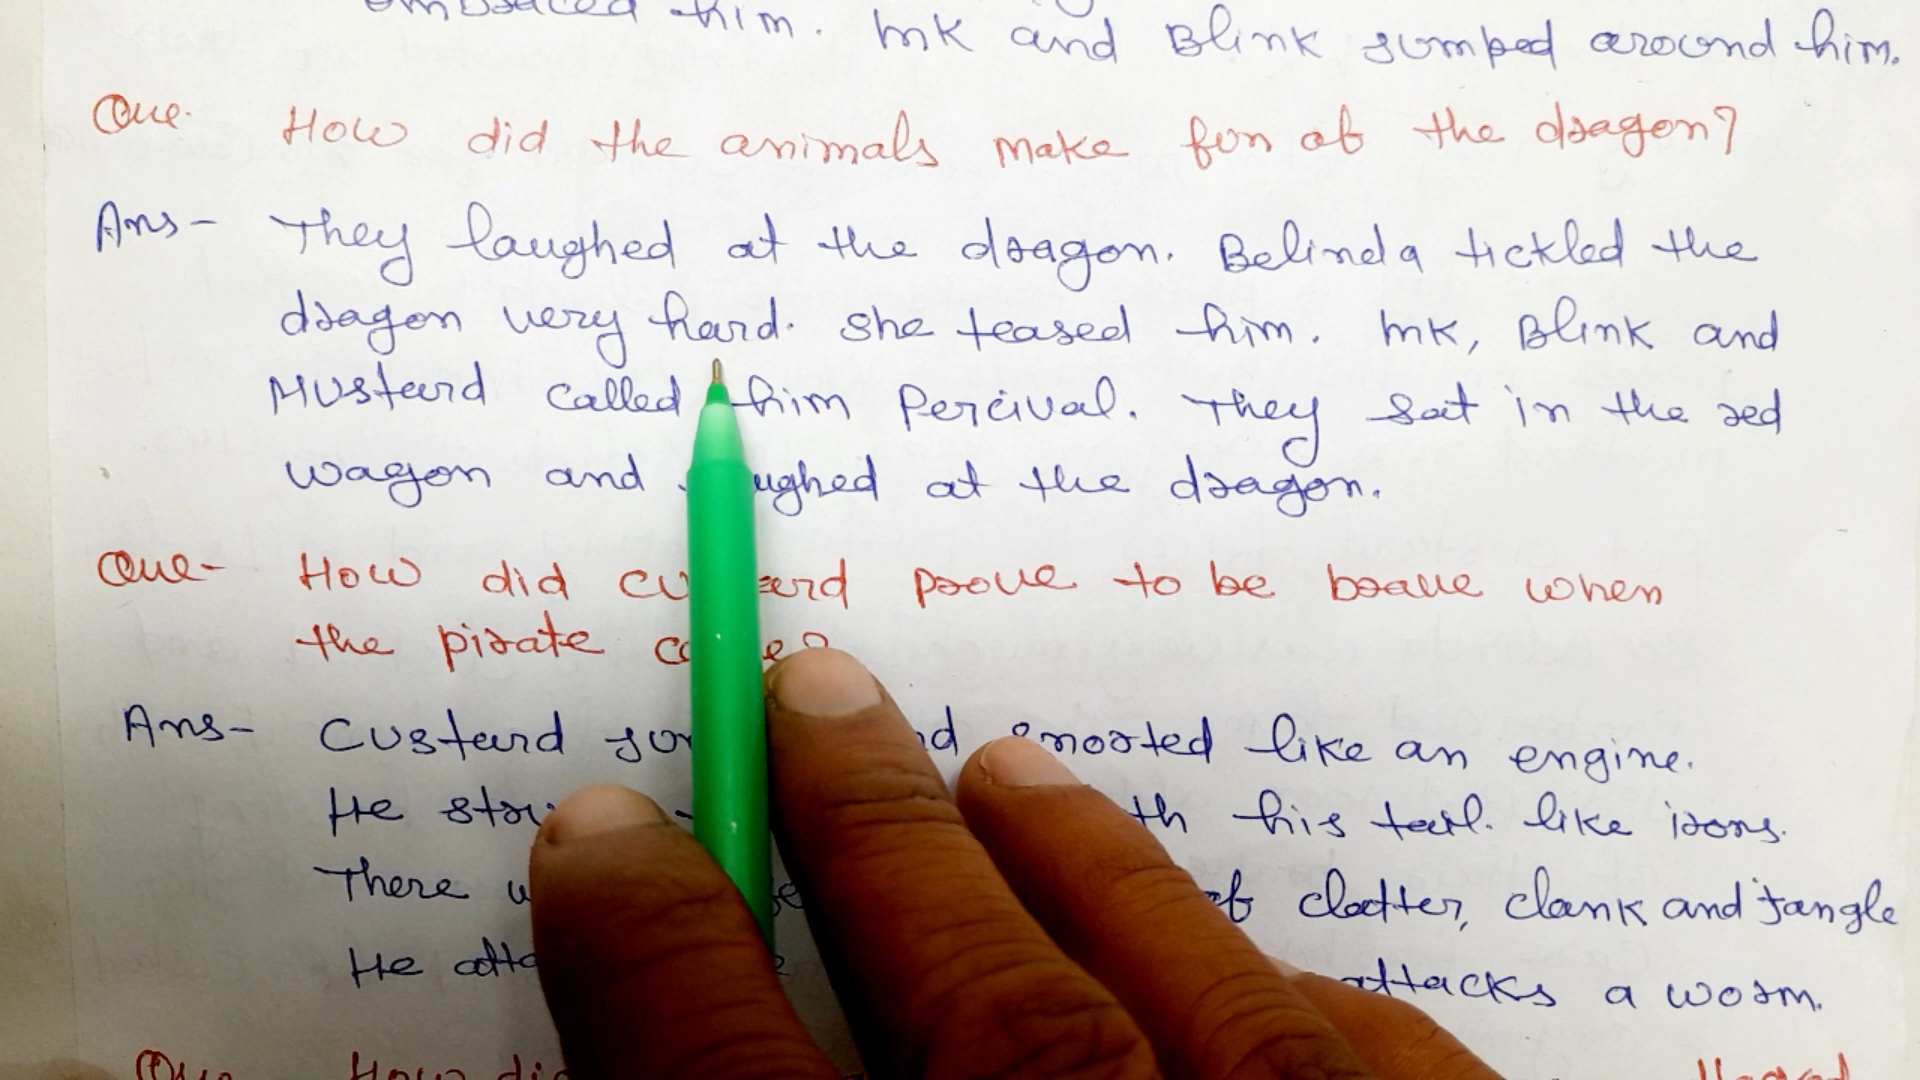 him. Ink and Blink jumped around him.
Que. How did the animals make fun of the dragon?
Ans- They laughed at the dragon. Belinda tickled the
dragon very hard. She teased him. Ink, Blink and
Mustard called him Percival. They sat in the red
wagon and at the dragon.
Que- How did prove to be brave when
the pirate
Ans- Custard snorted like an engine.
He his tail. like irons.
There of clatter, clank and jangle
He attacks a worm.
Que How